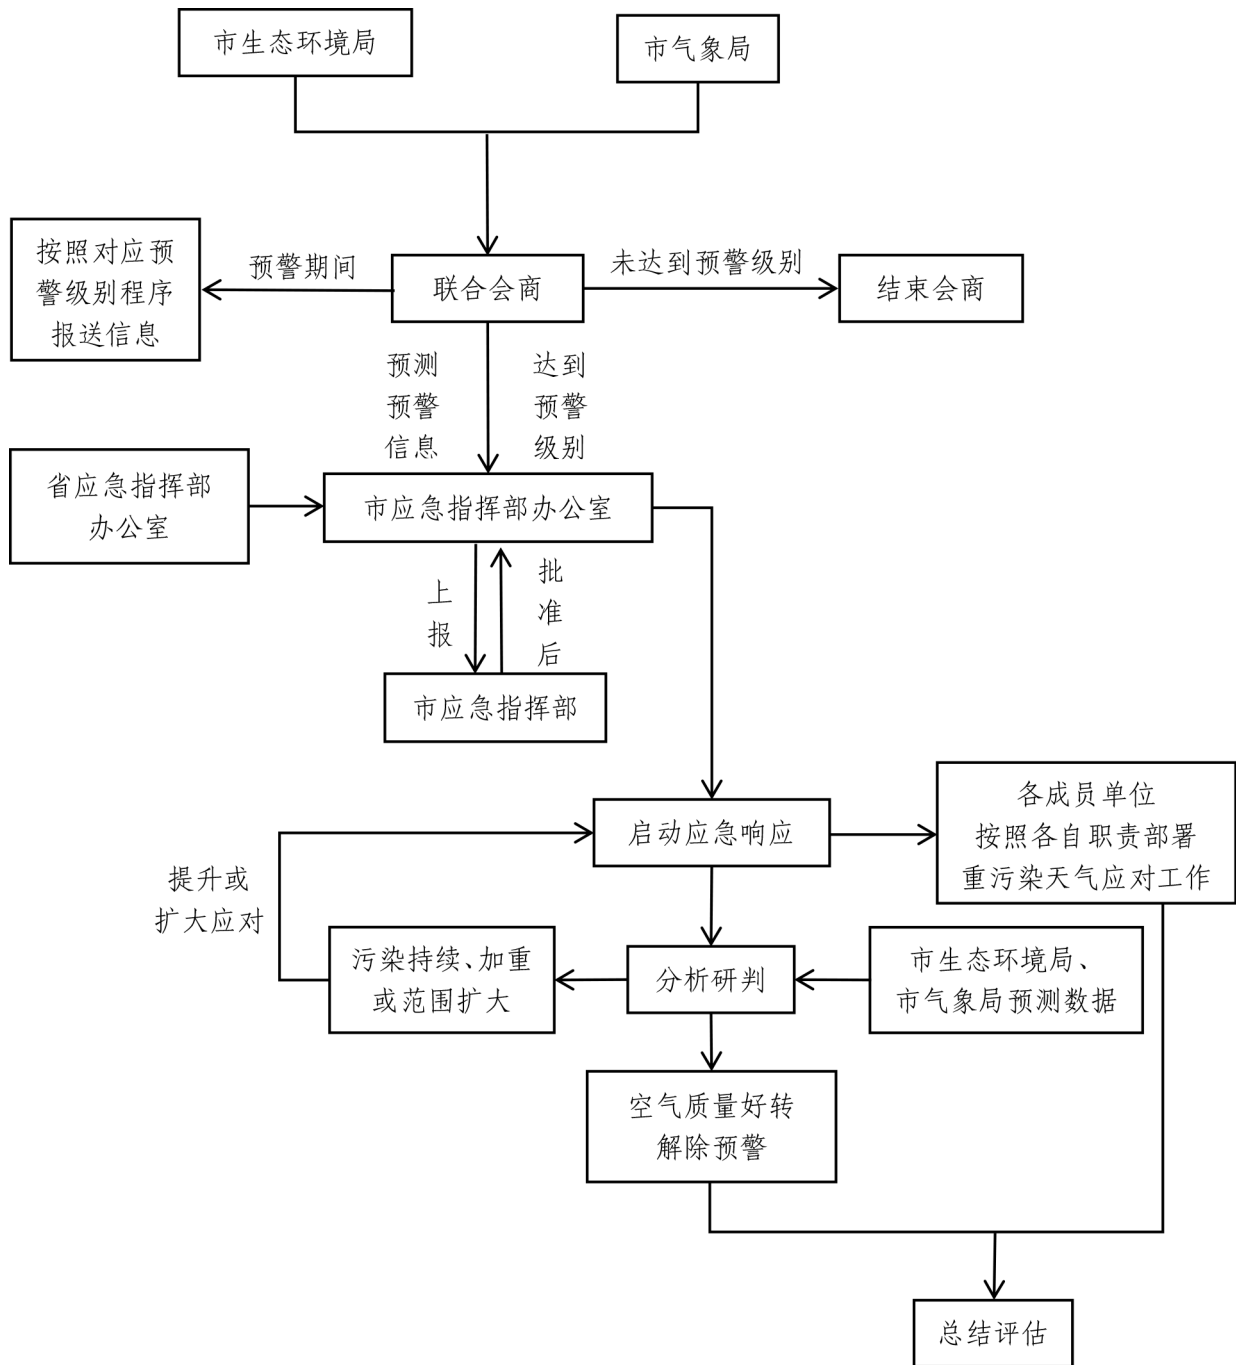 市生态环境局
市气象局
按照对应预
警级别程序
报送信息
预警期间
联合会商
未达到预警级别
结束会商
预测
预警
信息
达到
预警
级别
省应急指挥部
办公室
市应急指挥部办公室
上
报
批
准
后
市应急指挥部
启动应急响应
各成员单位
按照各自职责部署
重污染天气应对工作
提升或
扩大应对
污染持续、加重
或范围扩大
分析研判
市生态环境局、
市气象局预测数据
空气质量好转
解除预警
总结评估